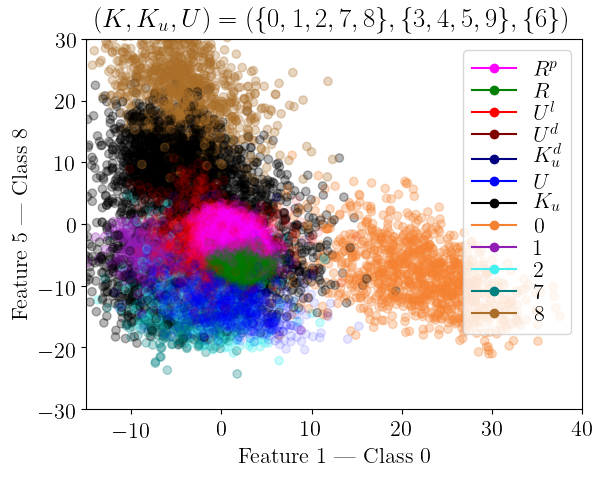 (K, K_u, U) = ({0, 1, 2, 7, 8}, {3, 4, 5, 9}, {6})
30
20
10
0
−10
−20
−30
Feature 5 — Class 8
R^p
R
U^l
U^d
K_u^d
U
K_u
0
1
2
7
8
−10 0 10 20 30 40
Feature 1 — Class 0